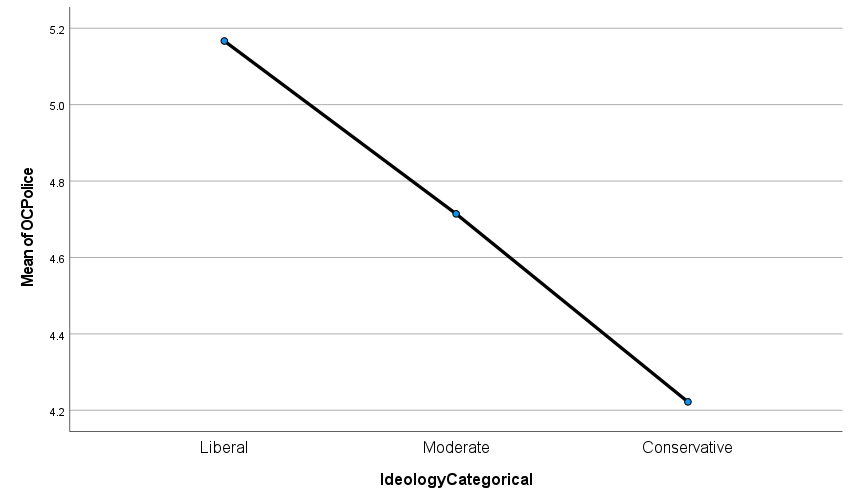 Mean of OCPolice
5.2
5.0
4.8
4.6
4.4
4.2
Liberal Moderate Conservative
IdeologyCategorical